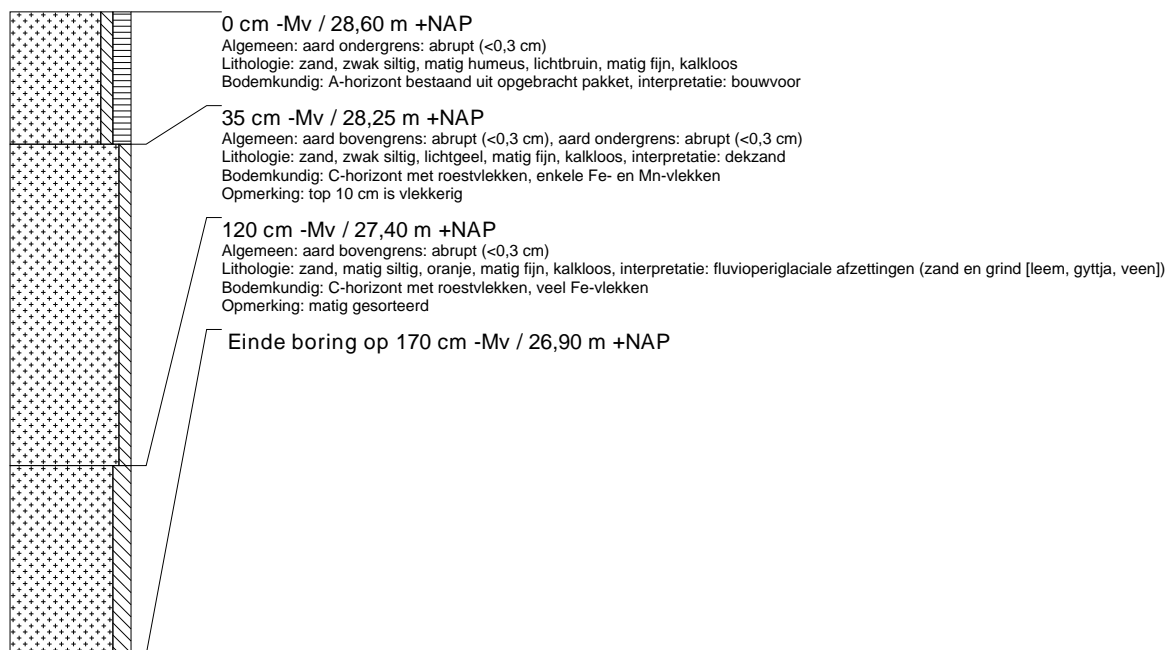 0 cm -Mv / 28,60 m +NAP
Algemeen: aard ondergrens: abrupt (<0,3 cm)
Lithologie: zand, zwak siltig, matig humeus, lichtbruin, matig fijn, kalkloos
Bodemkundig: A-horizont bestaand uit opgebracht pakket, interpretatie: bouwvoor
35 cm -Mv / 28,25 m +NAP
Algemeen: aard bovengrens: abrupt (<0,3 cm), aard ondergrens: abrupt (<0,3 cm)
Lithologie: zand, zwak siltig, lichtgeel, matig fijn, kalkloos, interpretatie: dekzand
Bodemkundig: C-horizont met roestvlekken, enkele Fe- en Mn-vlekken
Opmerking: top 10 cm is vlekkerig
120 cm -Mv / 27,40 m +NAP
Algemeen: aard bovengrens: abrupt (<0,3 cm)
Lithologie: zand, matig siltig, oranje, matig fijn, kalkloos, interpretatie: fluvioperiglaciale afzettingen (zand en grind [leem, gyttja, veen])
Bodemkundig: C-horizont met roestvlekken, veel Fe-vlekken
Opmerking: matig gesorteerd
Einde boring op 170 cm -Mv / 26,90 m +NAP